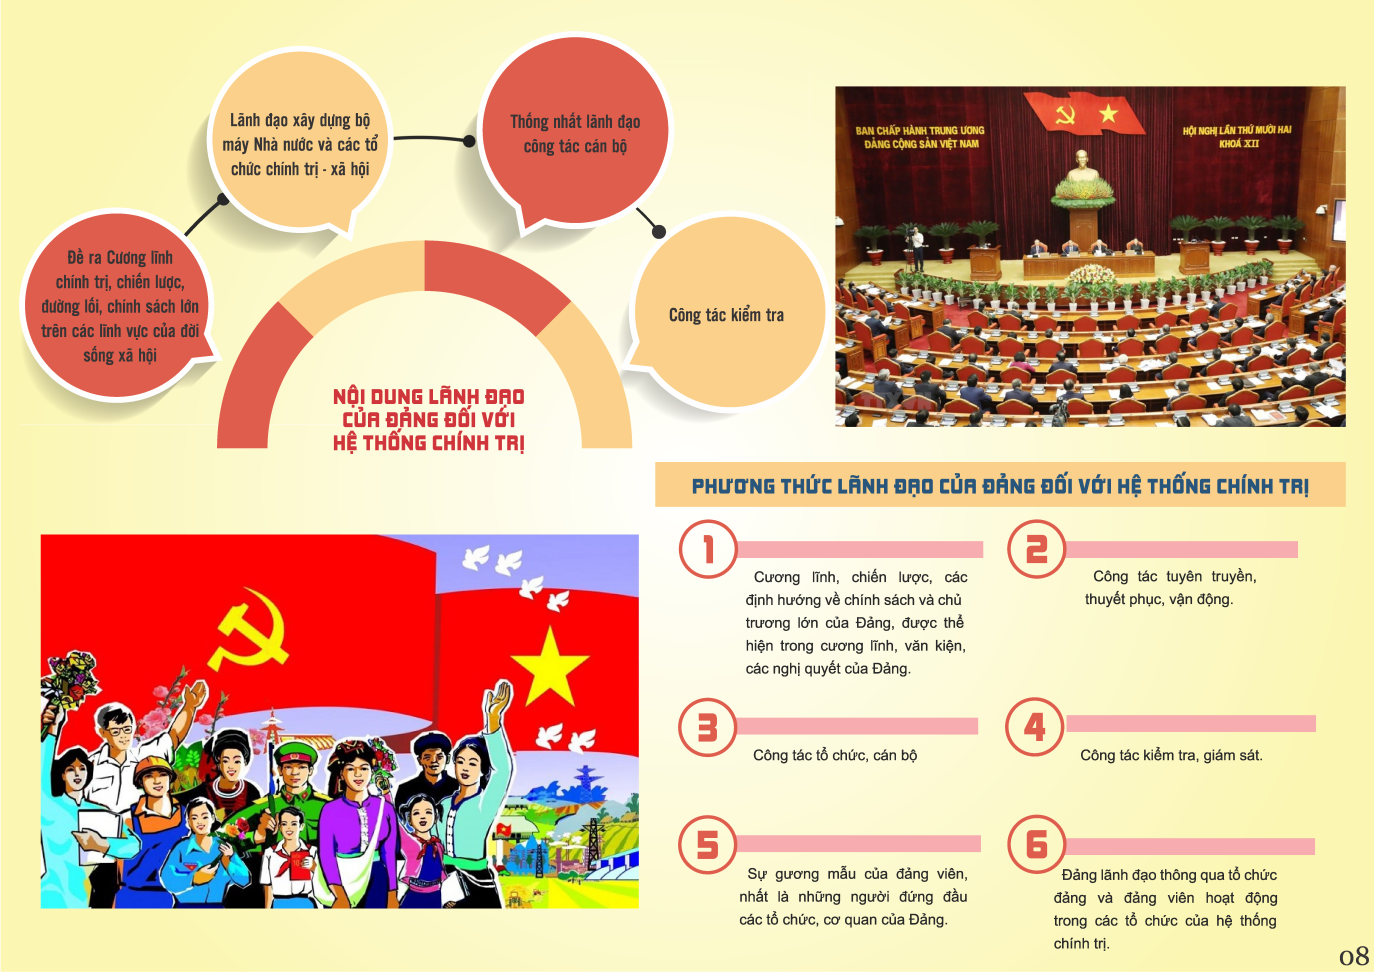 Lãnh đạo xây dựng bộ
máy Nhà nước và các tổ
chức chính trị - xã hội
Thống nhất lãnh đạo
công tác cán bộ
Đề ra Cương lĩnh
chính trị, chiến lược,
đường lối, chính sách lớn
trên các lĩnh vực của đời
sống xã hội
Công tác kiểm tra
NỘI DUNG LÃNH ĐẠO
CỦA ĐẢNG ĐỐI VỚI
HỆ THỐNG CHÍNH TRỊ
BAN CHẤP HÀNH TRUNG ƯƠNG
ĐẢNG CỘNG SẢN VIỆT NAM
HỘI NGHỊ LẦN THỨ MƯỜI HAI
KHOÁ XII
PHƯƠNG THỨC LÃNH ĐẠO CỦA ĐẢNG ĐỐI VỚI HỆ THỐNG CHÍNH TRỊ
1
Cương lĩnh, chiến lược, các
định hướng về chính sách và chủ
trương lớn của Đảng, được thể
hiện trong cương lĩnh, văn kiện,
các nghị quyết của Đảng.
2
Công tác tuyên truyền,
thuyết phục, vận động.
3
Công tác tổ chức, cán bộ
4
Công tác kiểm tra, giám sát.
5
Sự gương mẫu của đảng viên,
nhất là những người đứng đầu
các tổ chức, cơ quan của Đảng.
6
Đảng lãnh đạo thông qua tổ chức
đảng và đảng viên hoạt động
trong các tổ chức của hệ thống
chính trị.
08